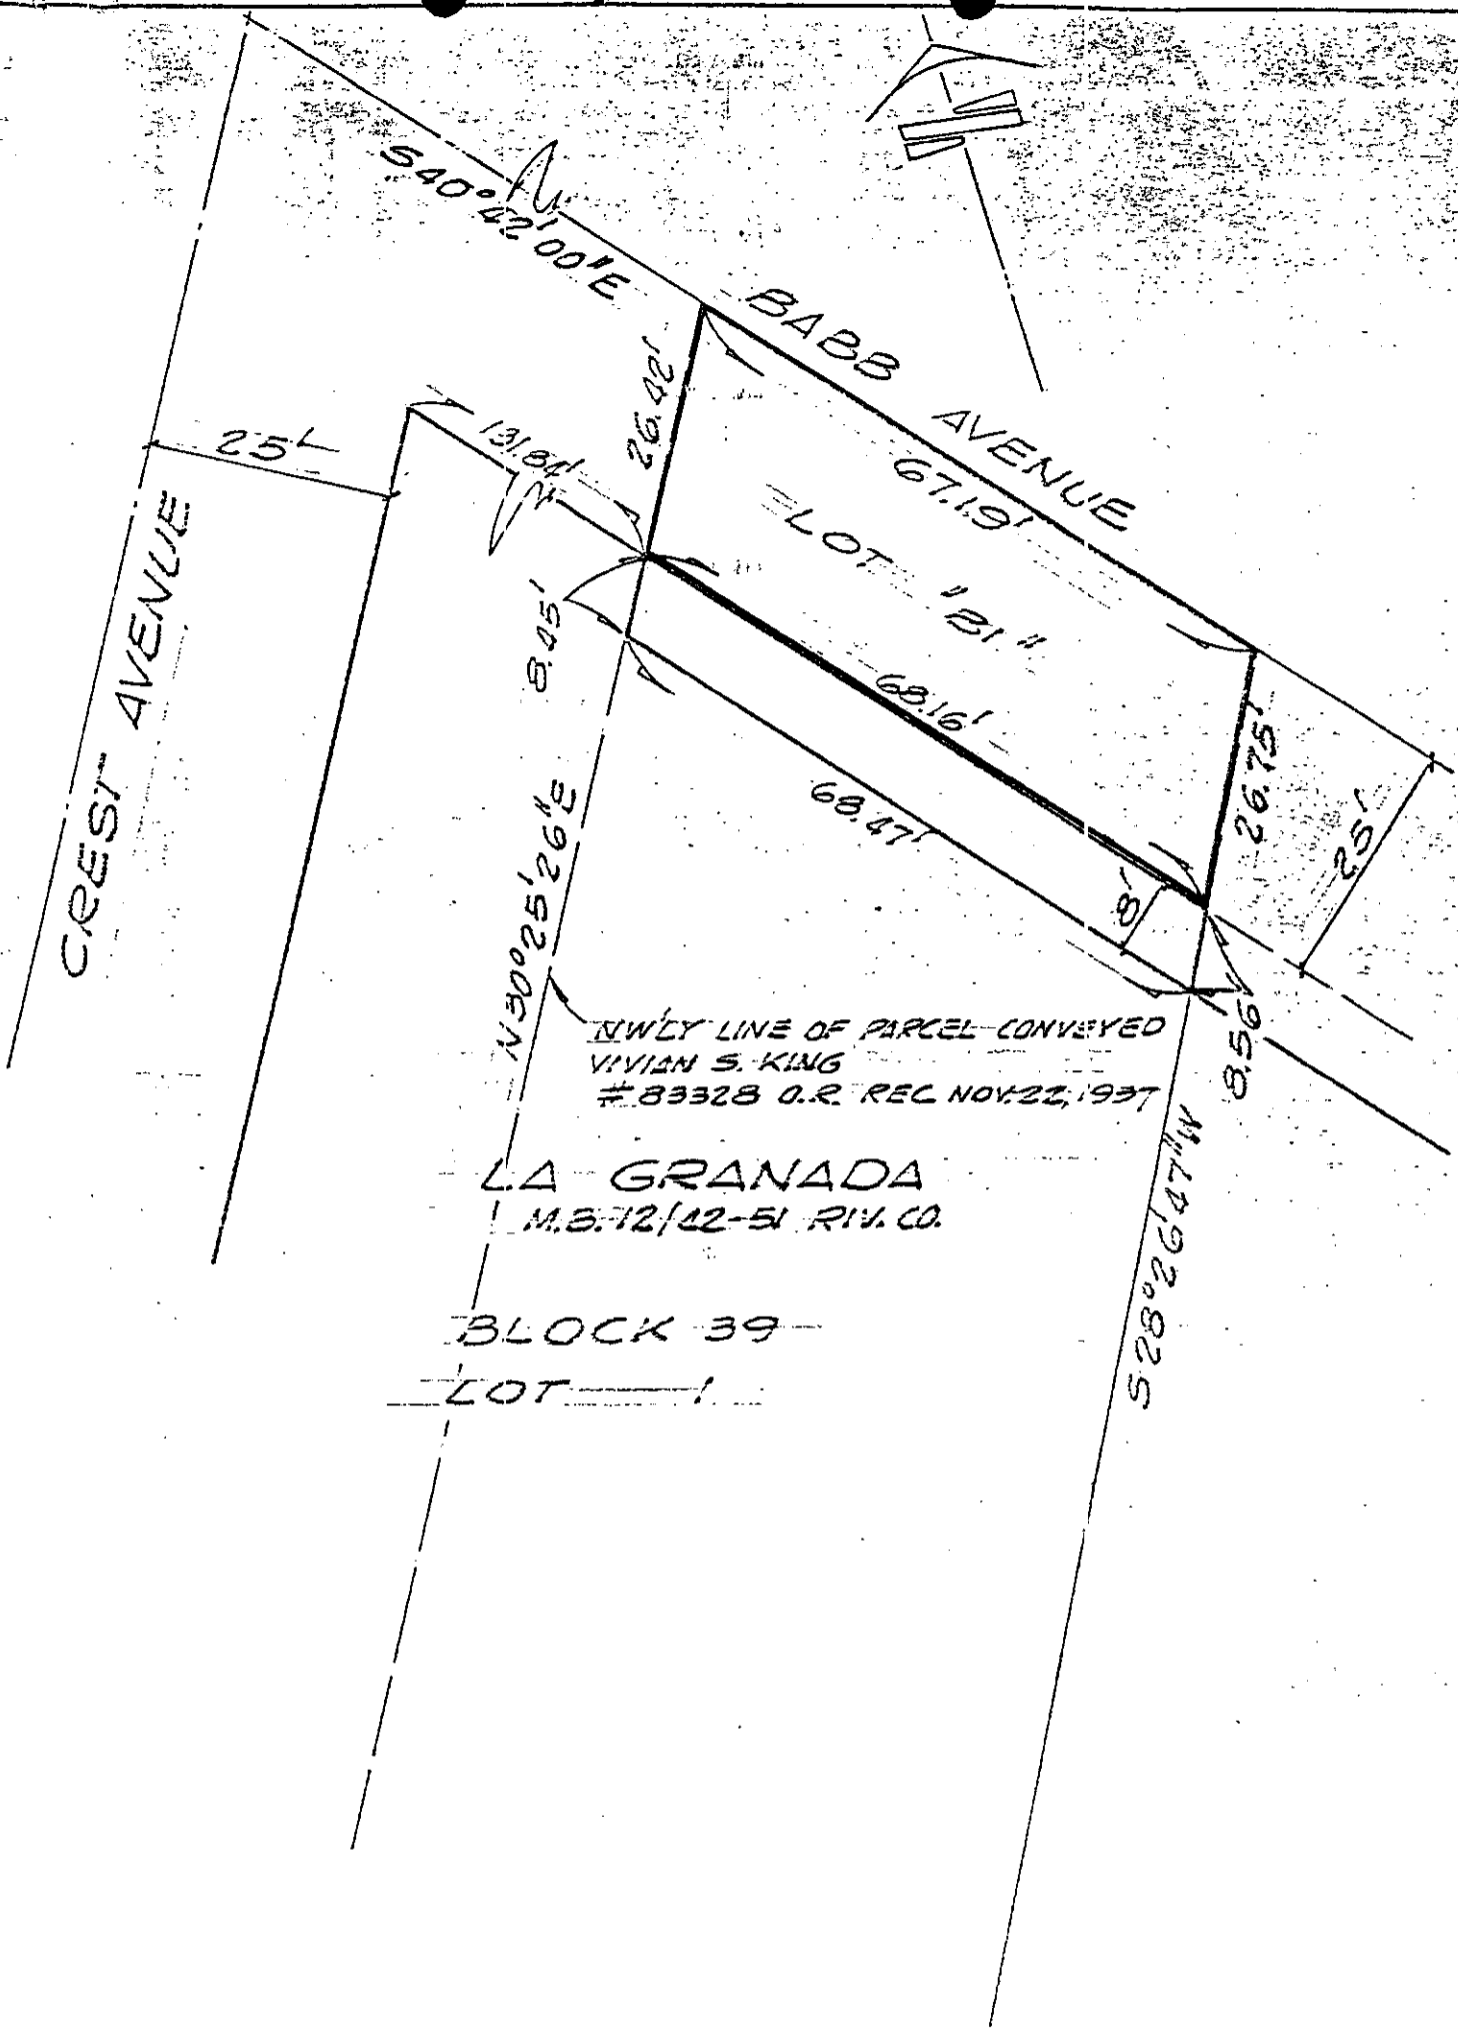 S40°42'00"E
BABB AVENUE
26.42'
25'
131.84'
67.19'
LOT "B1"
CREST AVENUE
8.45'
68.16'
26.75'
25'
68.47'
8'
N30°25'26"E
8.56'
NW'LY LINE OF PARCEL CONVEYED
VIVIAN S. KING
#83328 O.R. REC NOV. 22, 1937
S28°26'47"W
LA GRANADA
M.B. 12/42-51 RIV. CO.
BLOCK 39
LOT 1